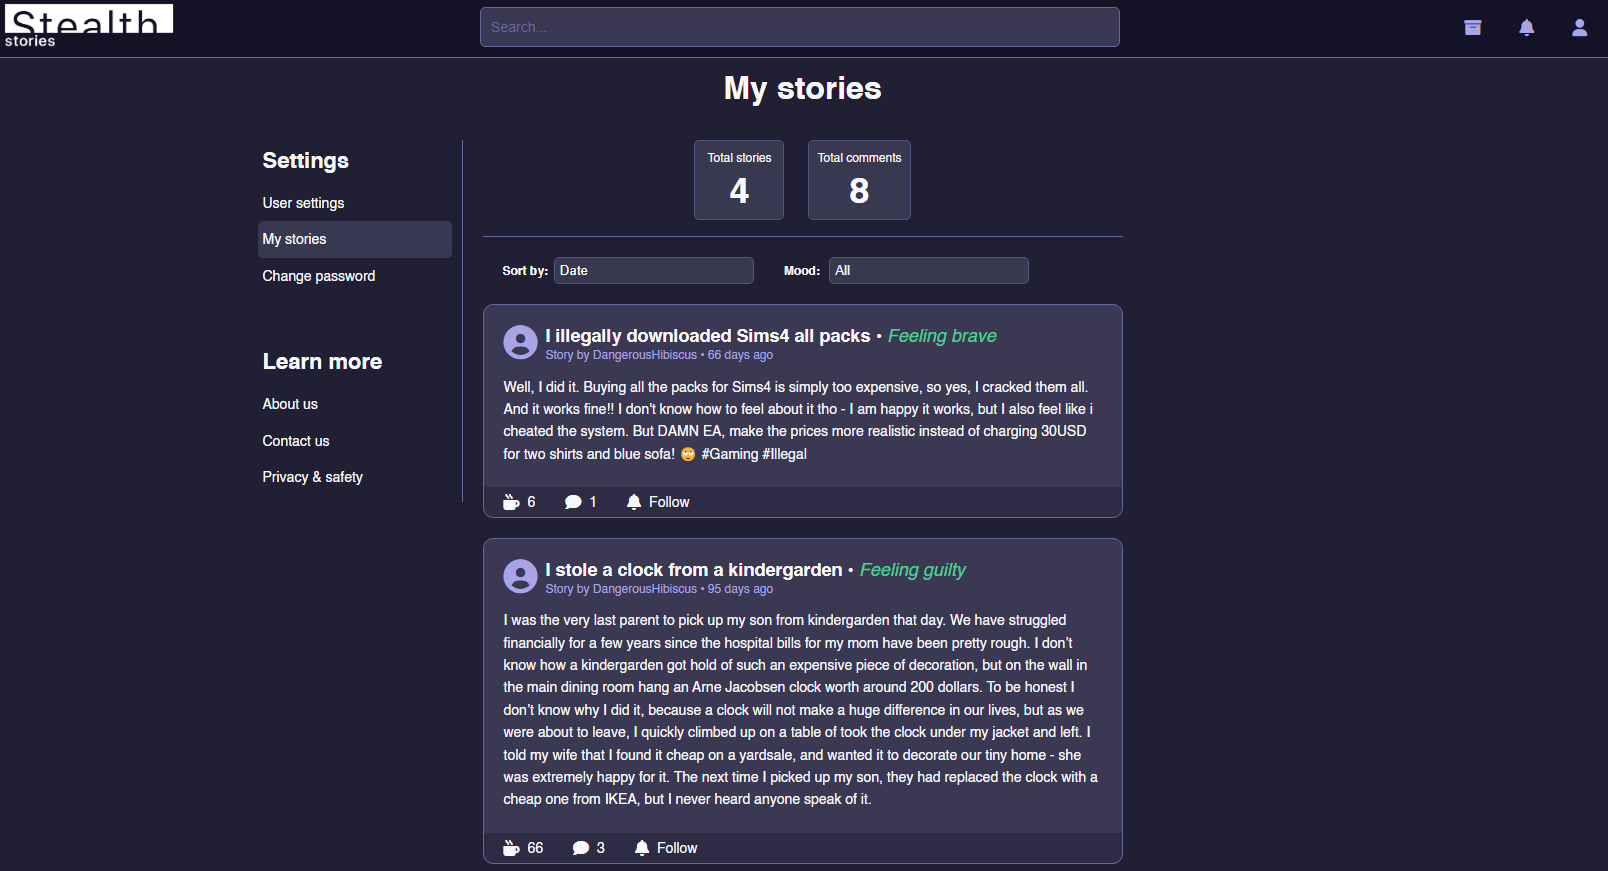 Stealth
stories
Search...
My stories
Settings
User settings
My stories
Change password
Learn more
About us
Contact us
Privacy & safety
Total stories
4
Total comments
8
Sort by: Date
Mood: All
I illegally downloaded Sims4 all packs • Feeling brave
Story by DangerousHibiscus • 66 days ago
Well, I did it. Buying all the packs for Sims4 is simply too expensive, so yes, I cracked them all.
And it works fine!! I don't know how to feel about it tho - I am happy it works, but I also feel like i
cheated the system. But DAMN EA, make the prices more realistic instead of charging 30USD
for two shirts and blue sofa! 🙄 #Gaming #Illegal
6 1 Follow
I stole a clock from a kindergarden • Feeling guilty
Story by DangerousHibiscus • 95 days ago
I was the very last parent to pick up my son from kindergarden that day. We have struggled
financially for a few years since the hospital bills for my mom have been pretty rough. I don’t
know how a kindergarden got hold of such an expensive piece of decoration, but on the wall in
the main dining room hang an Arne Jacobsen clock worth around 200 dollars. To be honest I
don’t know why I did it, because a clock will not make a huge difference in our lives, but as we
were about to leave, I quickly climbed up on a table of took the clock under my jacket and left. I
told my wife that I found it cheap on a yardsale, and wanted it to decorate our tiny home - she
was extremely happy for it. The next time I picked up my son, they had replaced the clock with a
cheap one from IKEA, but I never heard anyone speak of it.
66 3 Follow